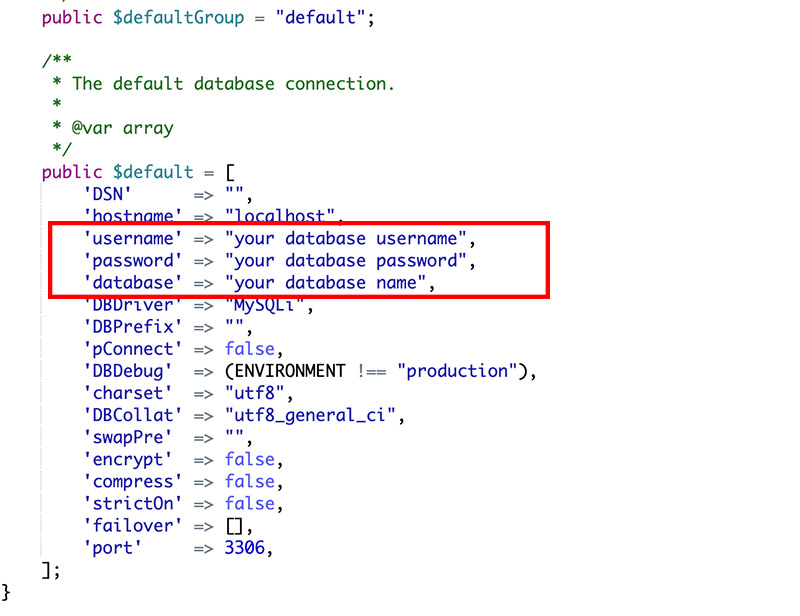 public $defaultGroup = "default";
/**
* The default database connection.
*
* @var array
*/
public $default = [
'DSN' => "",
'hostname' => "localhost",
'username' => "your database username",
'password' => "your database password",
'database' => "your database name",
'DBDriver' => "MySQLi",
'DBPrefix' => "",
'pConnect' => false,
'DBDebug' => (ENVIRONMENT !== "production"),
'charset' => "utf8",
'DBCollat' => "utf8_general_ci",
'swapPre' => "",
'encrypt' => false,
'compress' => false,
'strictOn' => false,
'failover' => [],
'port' => 3306,
];
}